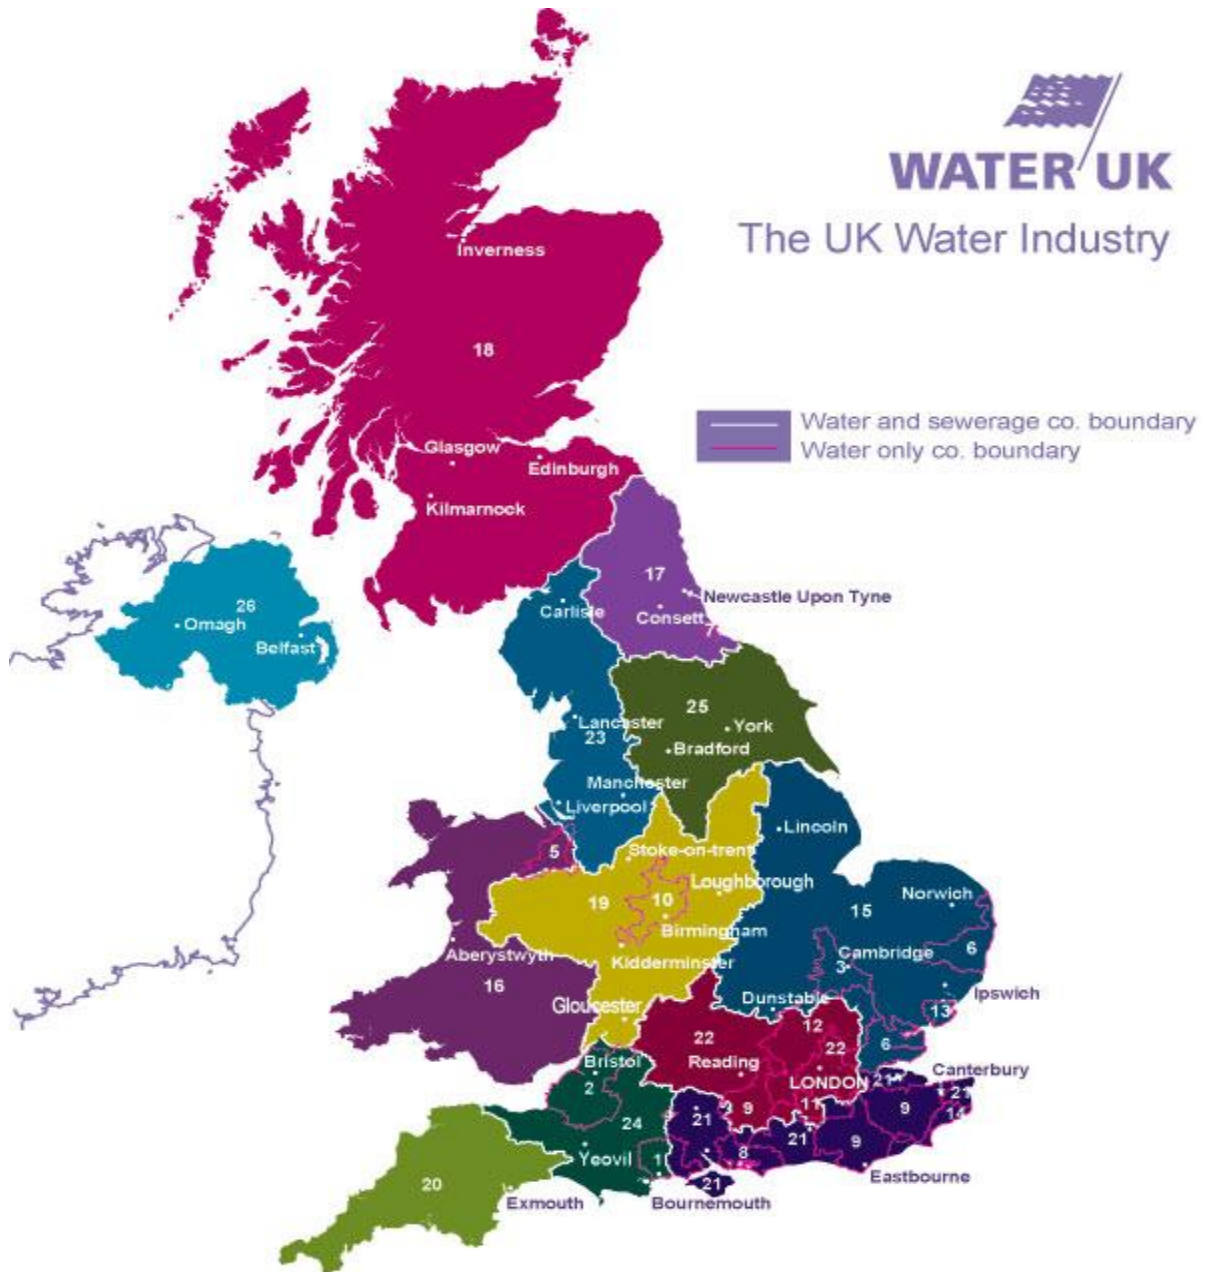 WATER UK
The UK Water Industry
Inverness
18
Water and sewerage co. boundary
Water only co. boundary
Glasgow
Edinburgh
Kilmarnock
17
Newcastle Upon Tyne
Carlisle
Consett
7
26
Omagh
Belfast
25
York
Lancaster
23
Bradford
Manchester
Liverpool
Lincoln
5
Stoke-on-trent
Loughborough
Norwich
19
10
15
Birmingham
Aberystwyth
Kidderminster
Cambridge
6
3
16
Ipswich
Dunstable
Gloucester
13
12
22
22
6
Bristol
Reading
Canterbury
LONDON
21
21
2
11
9
9
14
21
24
21
9
8
Yeovil
1
Eastbourne
20
21
Exmouth
Bournemouth